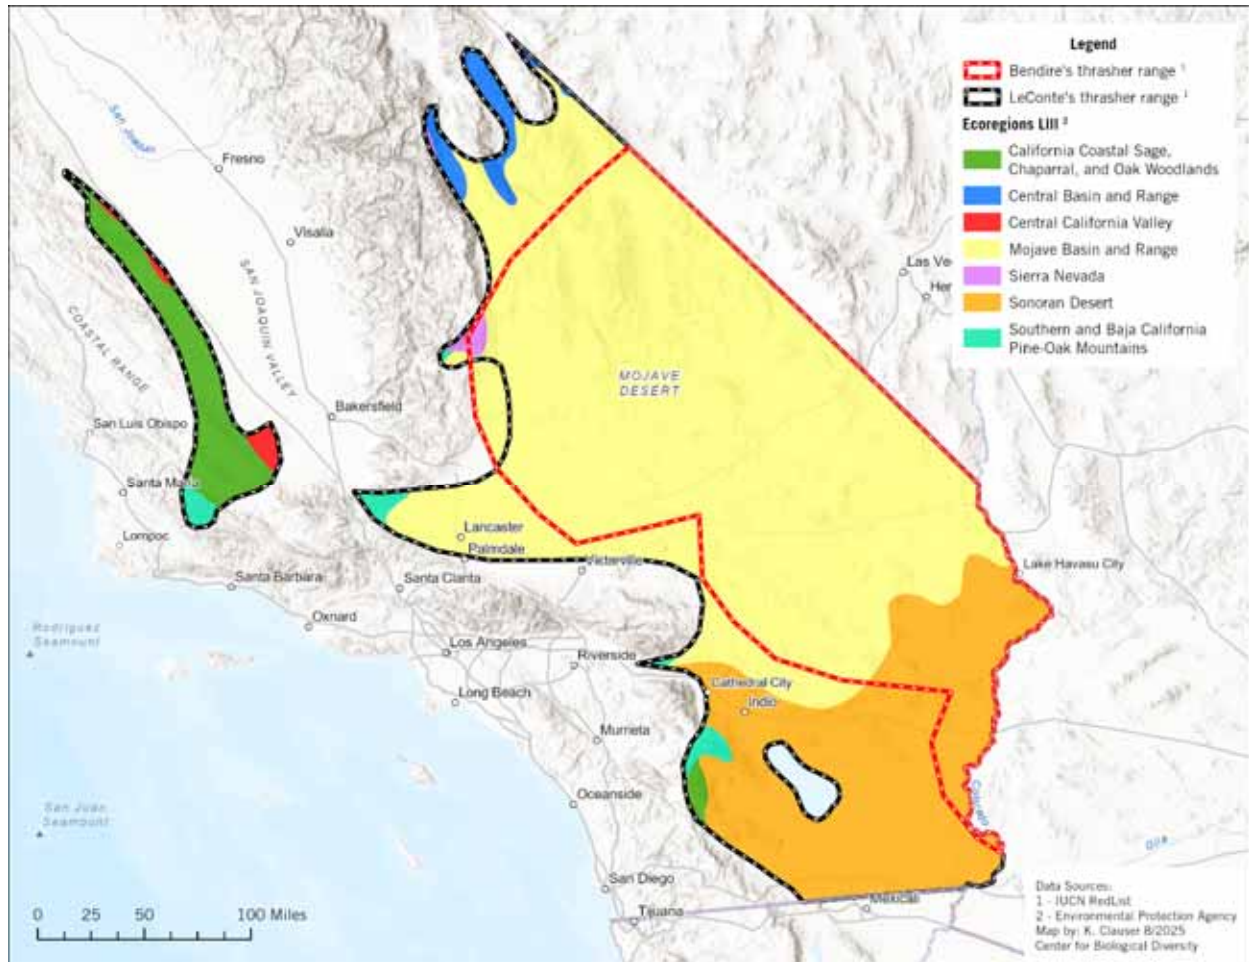 Legend
Bendire's thrasher range 1
LeConte's thrasher range 1
Ecoregions LIII 2
California Coastal Sage,
Chaparral, and Oak Woodlands
Central Basin and Range
Central California Valley
Mojave Basin and Range
Sierra Nevada
Sonoran Desert
Southern and Baja California
Pine-Oak Mountains
San Joaquin
Fresno
Visalia
SAN JOAQUIN VALLEY
COASTAL RANGE
Las Ve
Her
MOJAVE
DESERT
Bakersfield
San Luis Obispo
Santa Maria
Lompoc
Lancaster
Palmdale
Victorville
Santa Barbara
Santa Clarita
Lake Havasu City
Oxnard
Rodriguez
Seamount
Los Angeles
Riverside
Long Beach
Cathedral City
Indio
Murrieta
San Juan
Seamount
Oceanside
Colorado
Gila
San Diego
Mexicali
Tijuana
0 25 50 100 Miles
Data Sources:
1 - IUCN RedList
2 - Environmental Protection Agency
Map by: K. Clauser 8/2025
Center for Biological Diversity